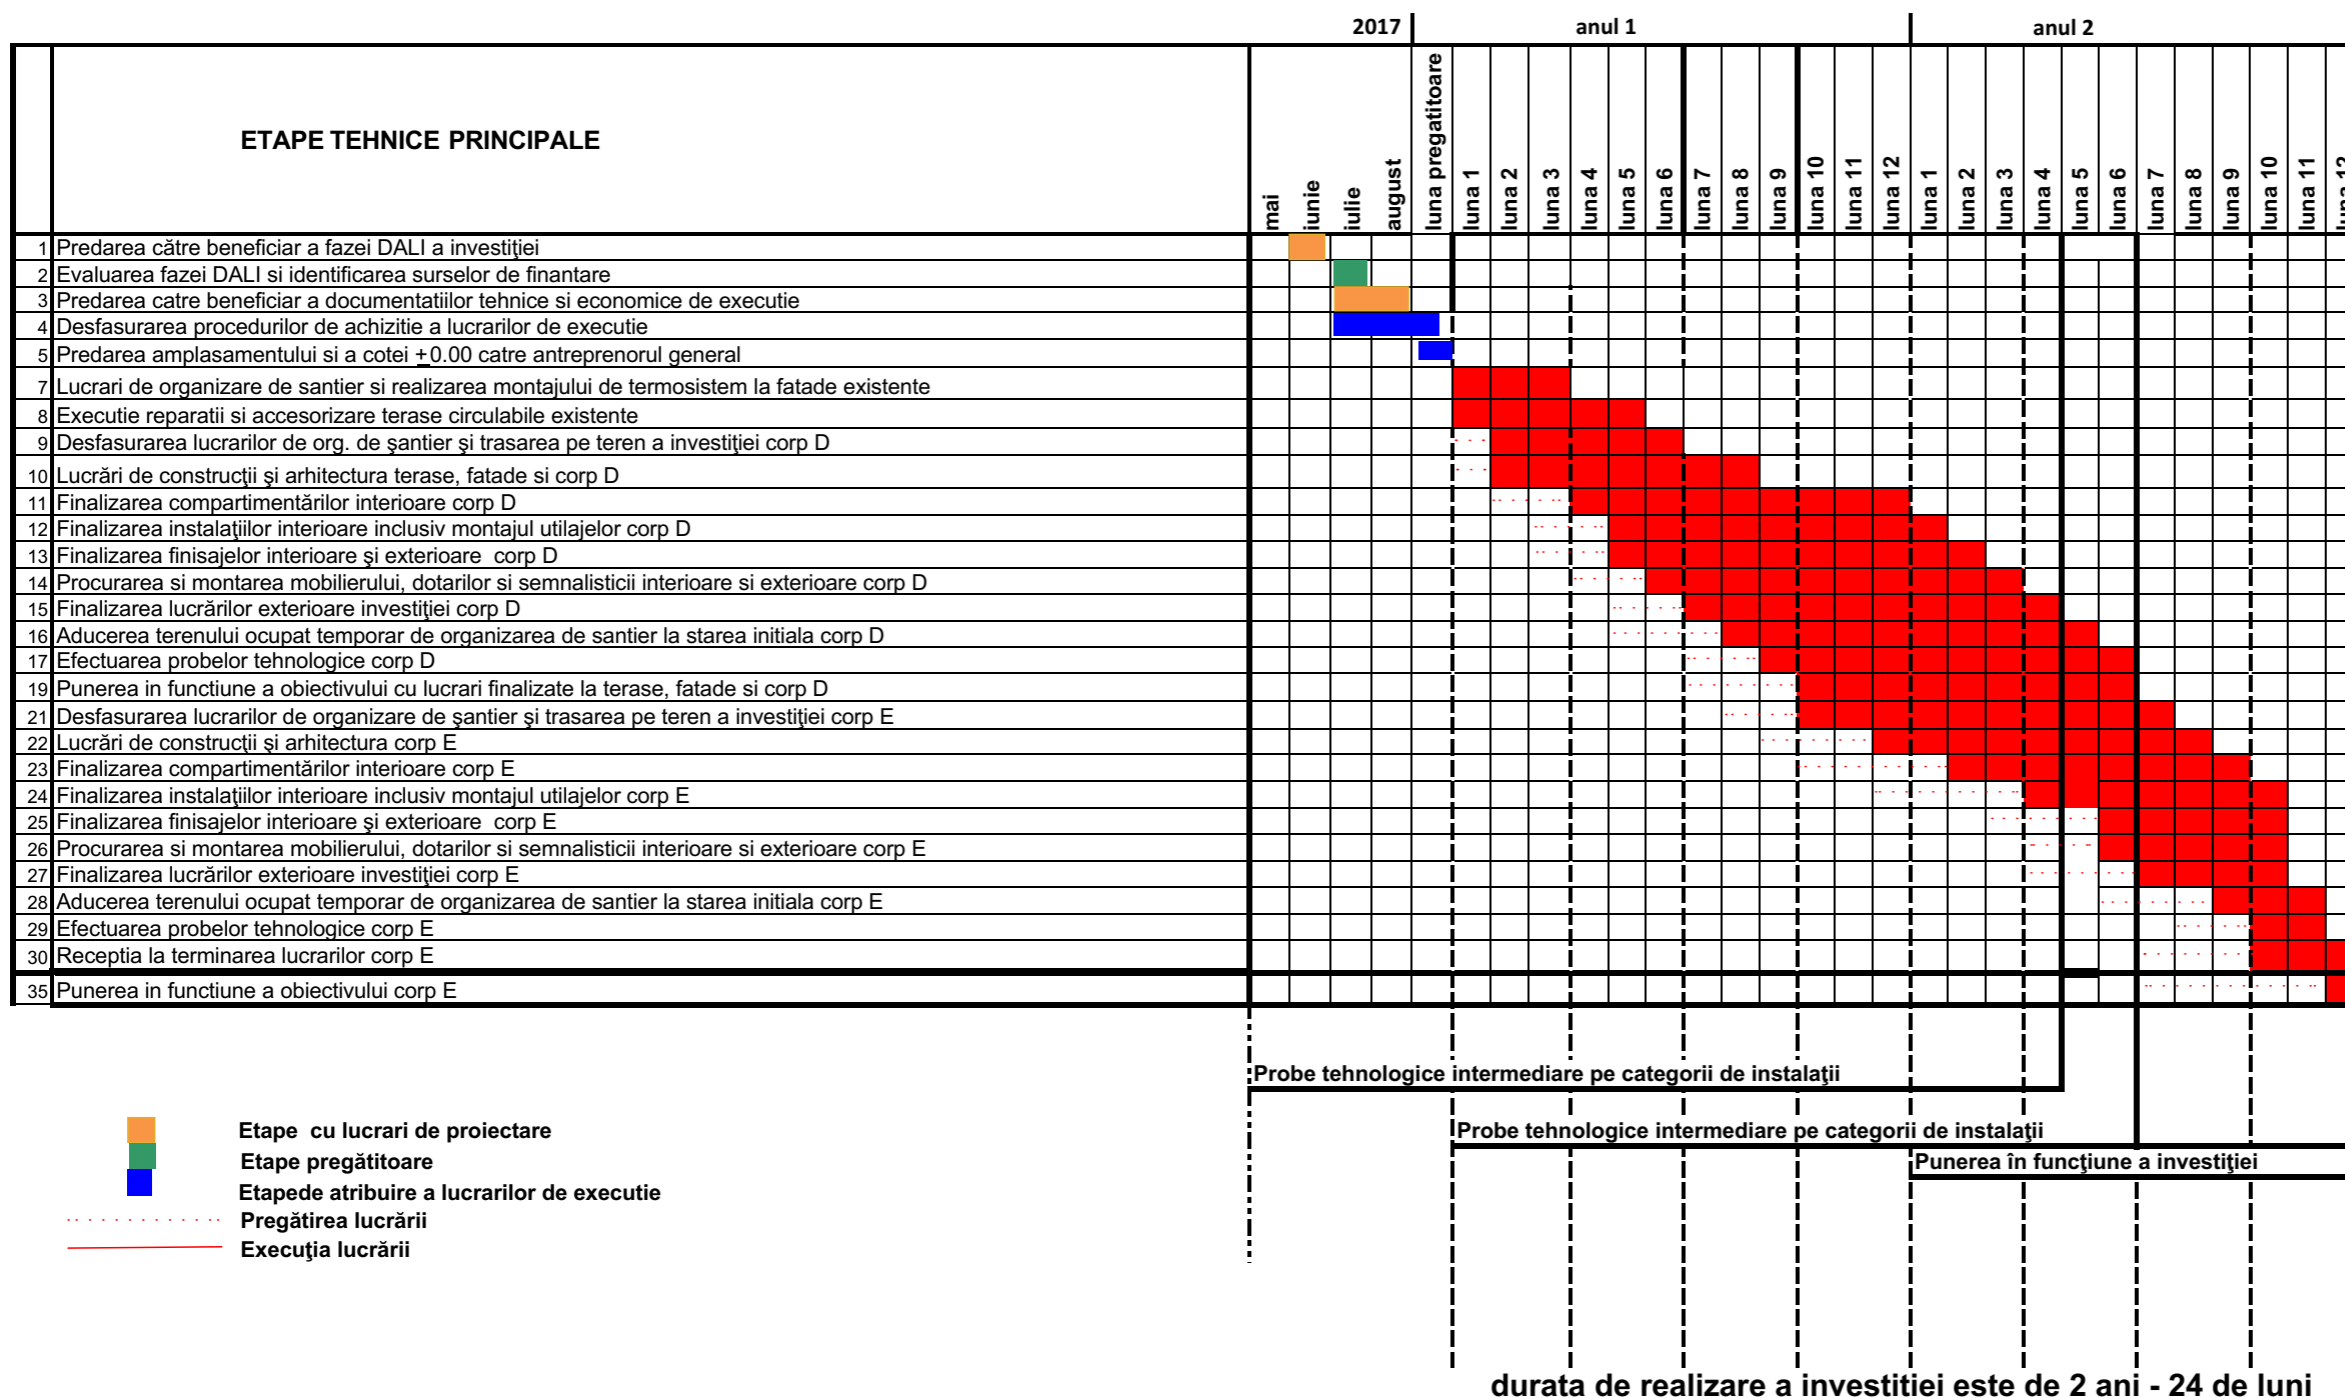 2017 anul 1 anul 2
ETAPE TEHNICE PRINCIPALE
mai
iunie
iulie
august
luna pregatitoare
luna 1
luna 2
luna 3
luna 4
luna 5
luna 6
luna 7
luna 8
luna 9
luna 10
luna 11
luna 12
luna 1
luna 2
luna 3
luna 4
luna 5
luna 6
luna 7
luna 8
luna 9
luna 10
luna 11
luna 12
1 Predarea către beneficiar a fazei DALI a investiţiei
2 Evaluarea fazei DALI si identificarea surselor de finantare
3 Predarea catre beneficiar a documentatiilor tehnice si economice de executie
4 Desfasurarea procedurilor de achizitie a lucrarilor de executie
5 Predarea amplasamentului si a cotei ±0.00 catre antreprenorul general
7 Lucrari de organizare de santier si realizarea montajului de termosistem la fatade existente
8 Executie reparatii si accesorizare terase circulabile existente
9 Desfasurarea lucrarilor de org. de şantier şi trasarea pe teren a investiţiei corp D
10 Lucrări de construcţii şi arhitectura terase, fatade si corp D
11 Finalizarea compartimentărilor interioare corp D
12 Finalizarea instalaţiilor interioare inclusiv montajul utilajelor corp D
13 Finalizarea finisajelor interioare şi exterioare corp D
14 Procurarea si montarea mobilierului, dotarilor si semnalisticii interioare si exterioare corp D
15 Finalizarea lucrărilor exterioare investiţiei corp D
16 Aducerea terenului ocupat temporar de organizarea de santier la starea initiala corp D
17 Efectuarea probelor tehnologice corp D
19 Punerea in functiune a obiectivului cu lucrari finalizate la terase, fatade si corp D
21 Desfasurarea lucrarilor de organizare de şantier şi trasarea pe teren a investiţiei corp E
22 Lucrări de construcţii şi arhitectura corp E
23 Finalizarea compartimentărilor interioare corp E
24 Finalizarea instalaţiilor interioare inclusiv montajul utilajelor corp E
25 Finalizarea finisajelor interioare şi exterioare corp E
26 Procurarea si montarea mobilierului, dotarilor si semnalisticii interioare si exterioare corp E
27 Finalizarea lucrărilor exterioare investiţiei corp E
28 Aducerea terenului ocupat temporar de organizarea de santier la starea initiala corp E
29 Efectuarea probelor tehnologice corp E
30 Receptia la terminarea lucrarilor corp E
35 Punerea in functiune a obiectivului corp E
Probe tehnologice intermediare pe categorii de instalaţii
Etape cu lucrari de proiectare
Probe tehnologice intermediare pe categorii de instalaţii
Etape pregătitoare
Punerea în funcţiune a investiţiei
Etapede atribuire a lucrarilor de executie
Pregătirea lucrării
Execuţia lucrării
durata de realizare a investitiei este de 2 ani - 24 de luni